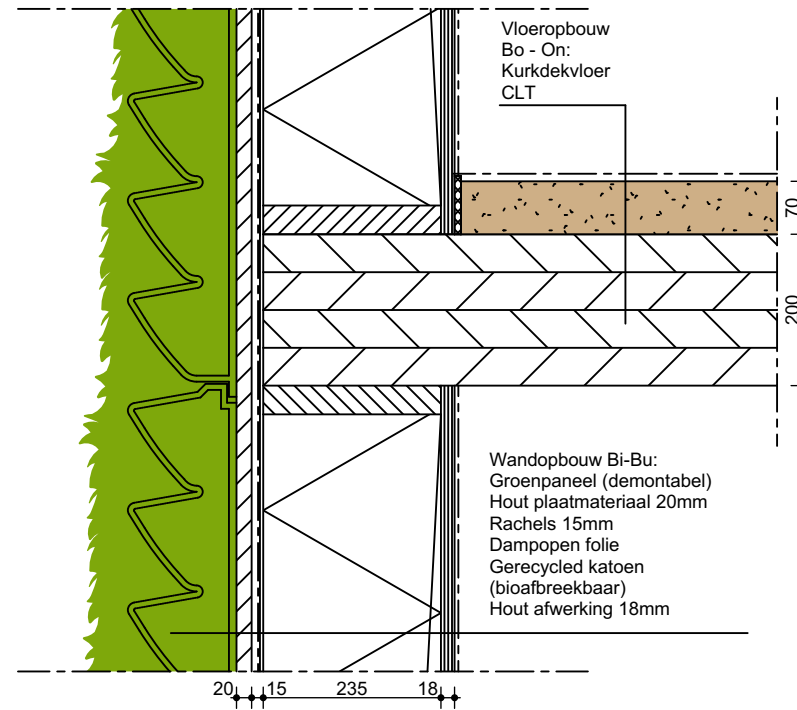 Vloeropbouw
Bo - On:
Kurkdekvloer
CLT
70
200
Wandopbouw Bi-Bu:
Groenpaneel (demontabel)
Hout plaatmateriaal 20mm
Rachels 15mm
Dampopen folie
Gerecycled katoen
(bioafbreekbaar)
Hout afwerking 18mm
20 15 235 18